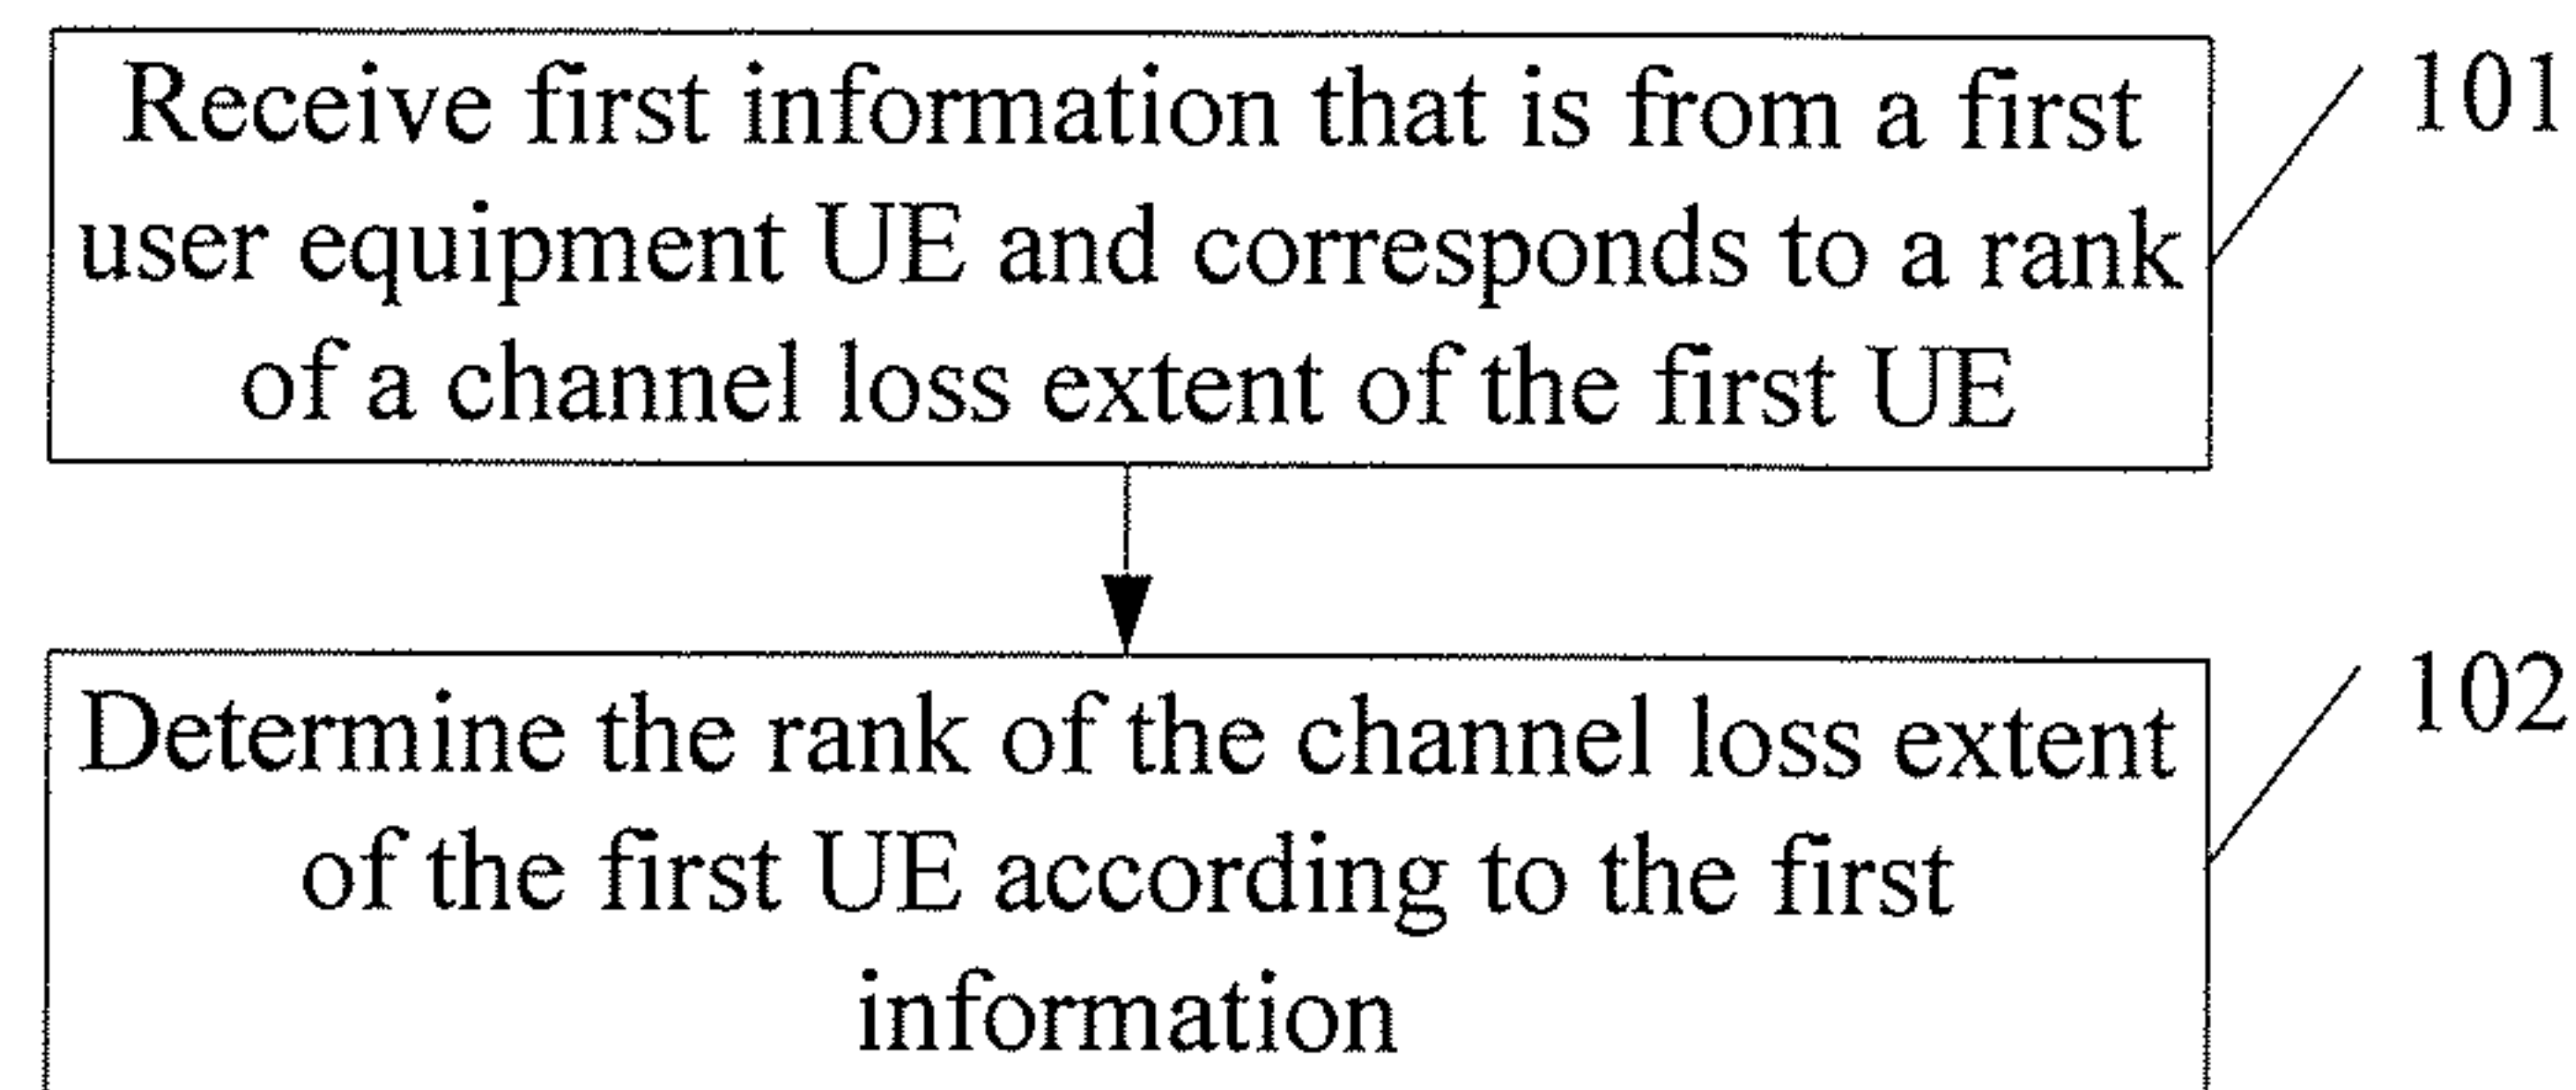 Receive first information that is from a first
user equipment UE and corresponds to a rank
of a channel loss extent of the first UE
101
Determine the rank of the channel loss extent
of the first UE according to the first
information
102